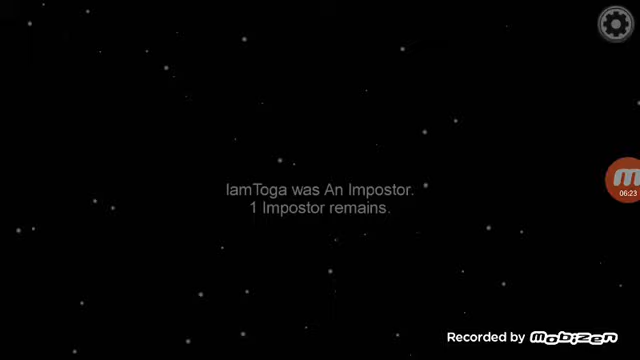 IamToga was An Impostor.
1 Impostor remains.
06:23
Recorded by Mobizen